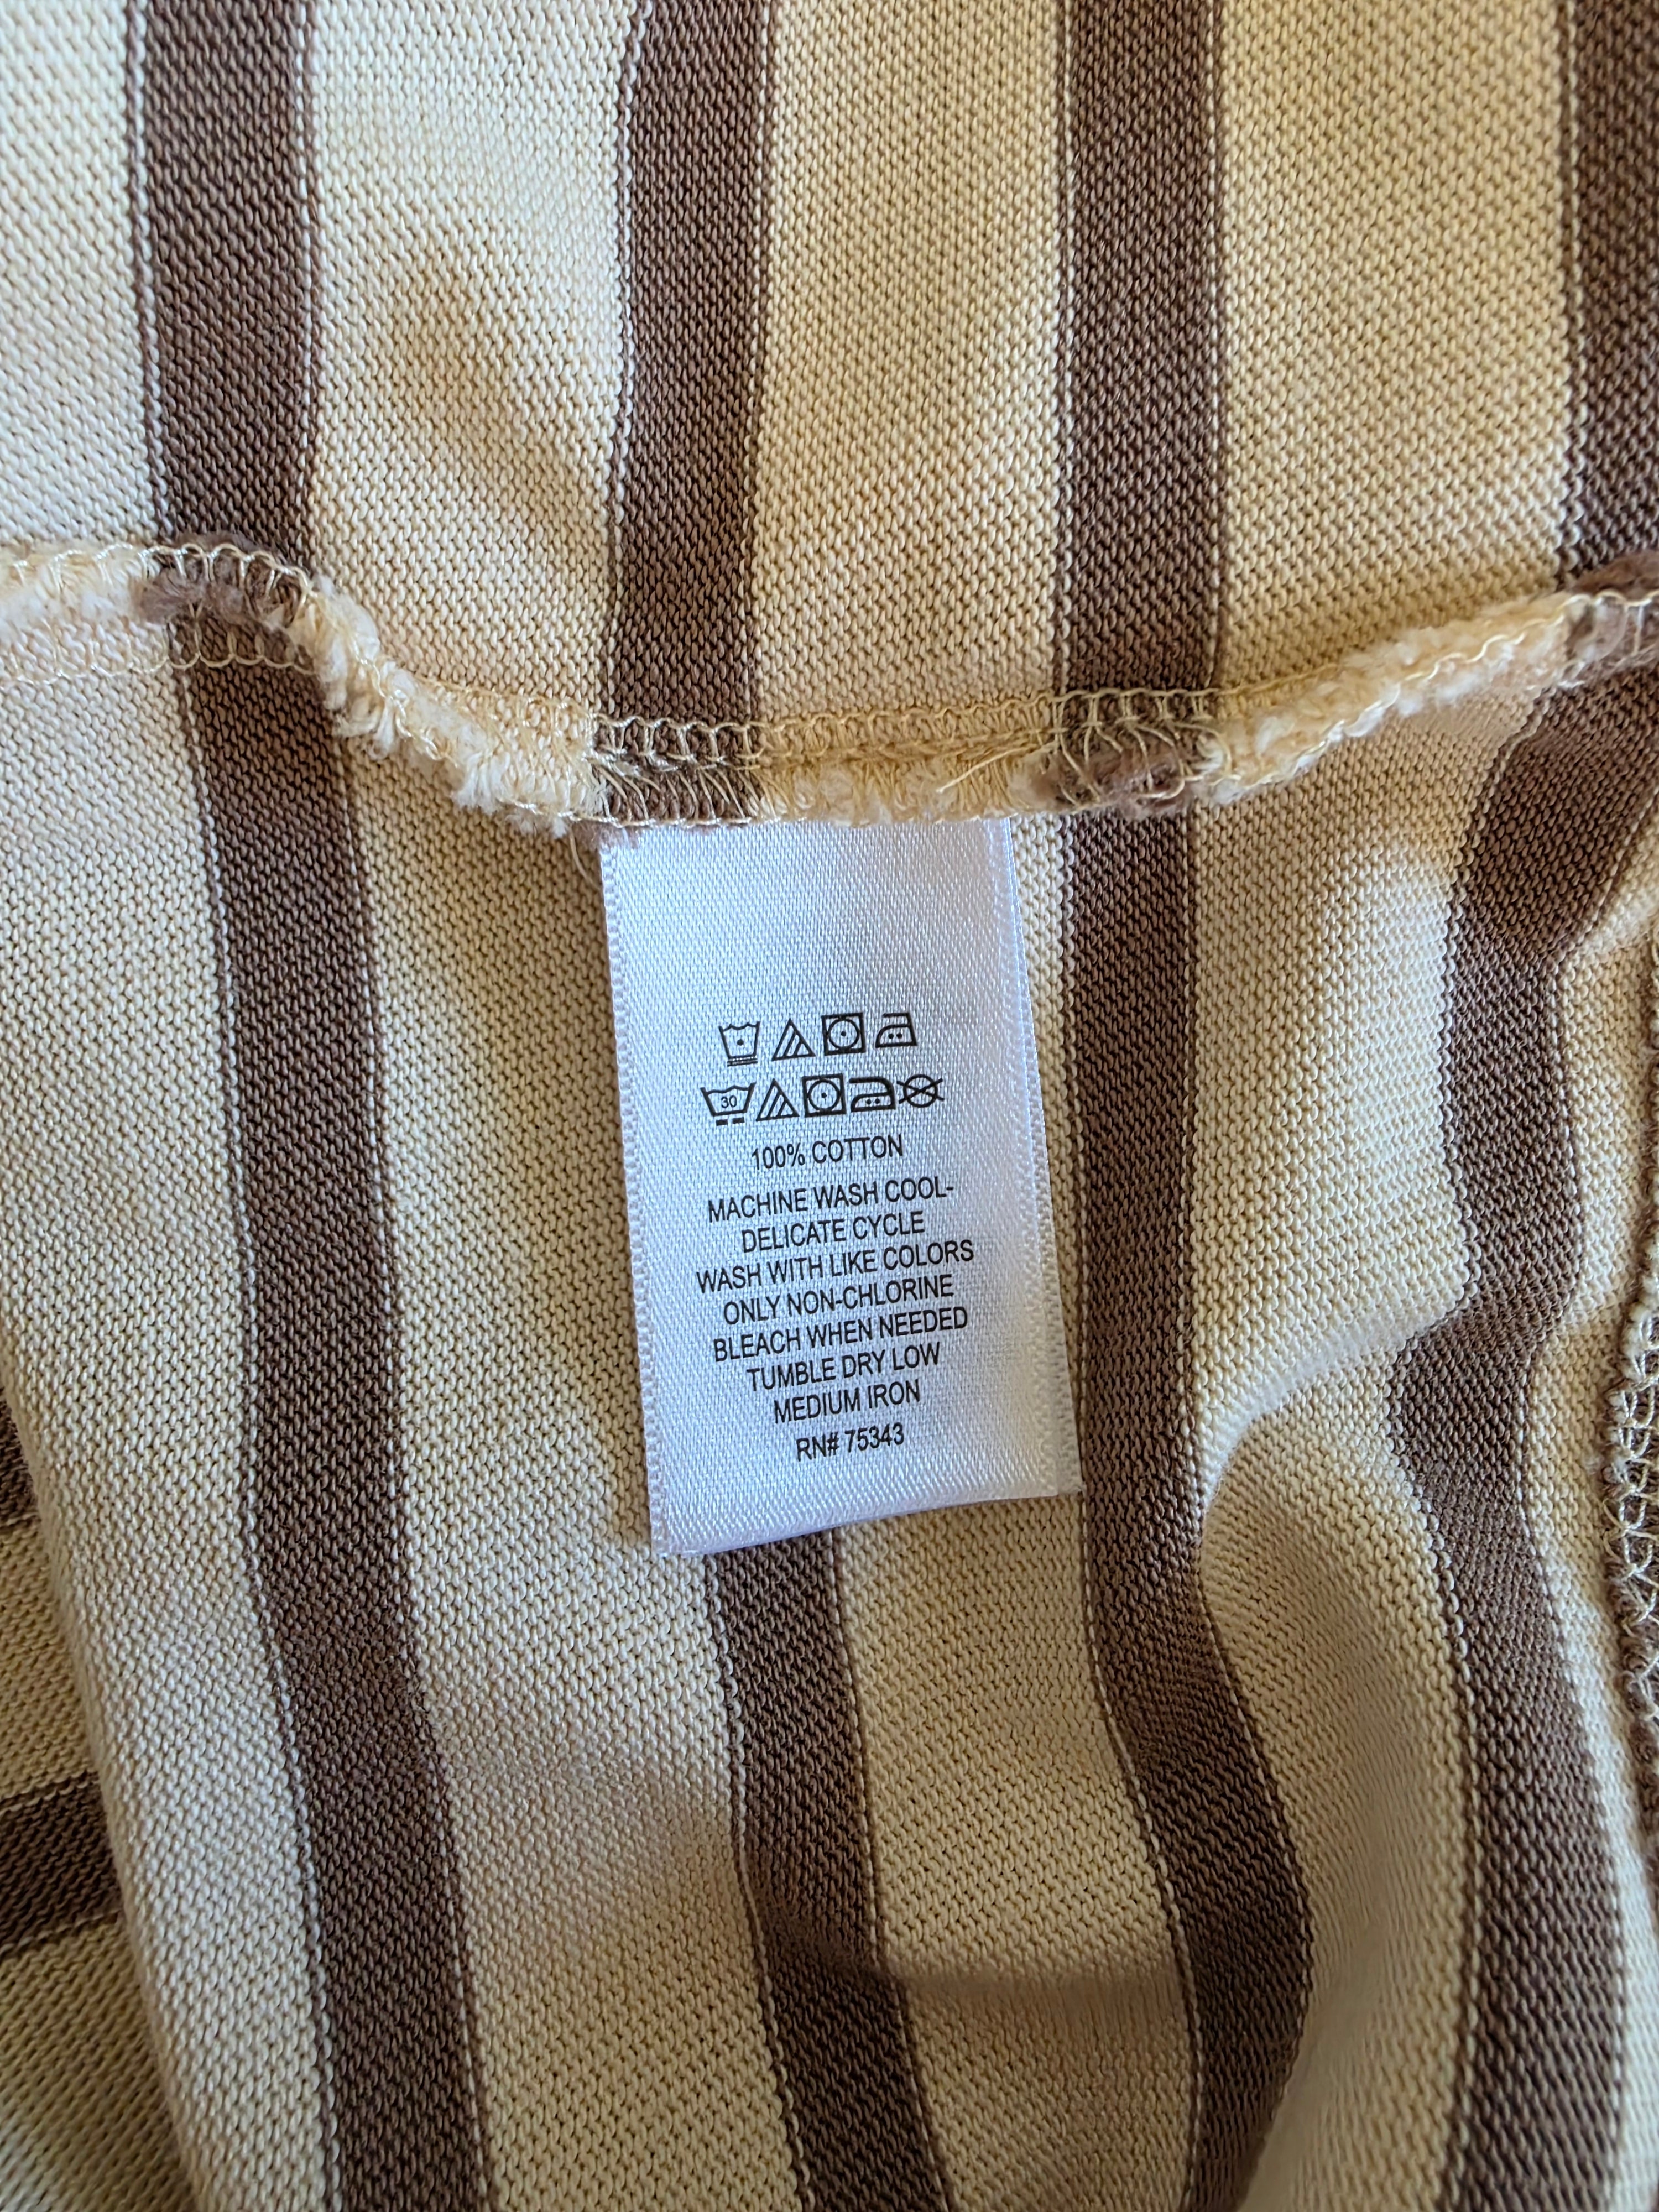 30
100% COTTON
MACHINE WASH COOL-
DELICATE CYCLE
WASH WITH LIKE COLORS
ONLY NON-CHLORINE
BLEACH WHEN NEEDED
TUMBLE DRY LOW
MEDIUM IRON
RN# 75343